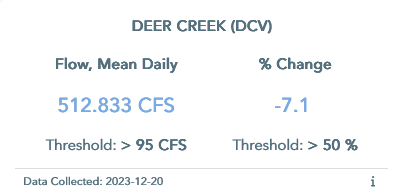 DEER CREEK (DCV)
Flow, Mean Daily    % Change
512.833 CFS    -7.1
Threshold: > 95 CFS    Threshold: > 50 %
Data Collected: 2023-12-20    i